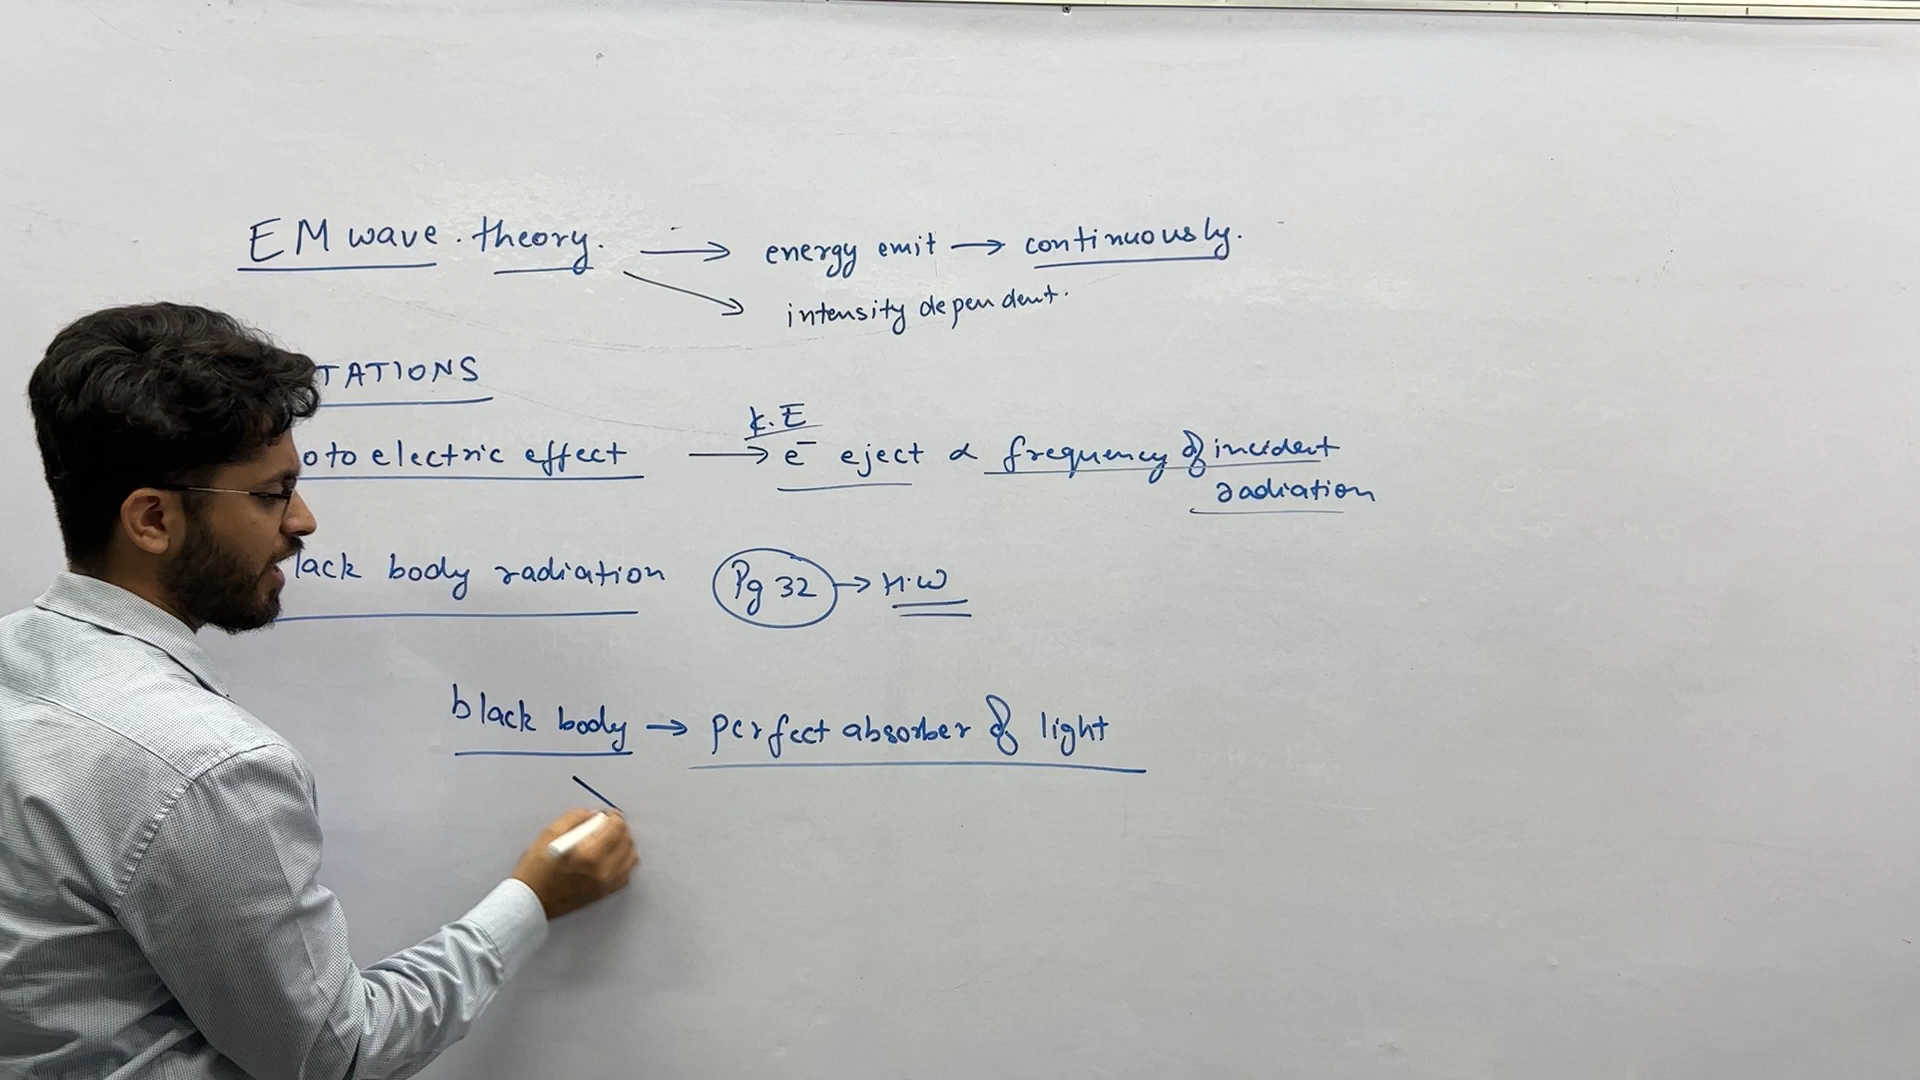 EM wave. theory. → energy emit → continuously.
→ intensity dependent.
TATIONS
K.E
oto electric effect → e⁻ eject ∝ frequency of incident
radiation
lack body radiation Pg 32 → H.W
black body → perfect absorber of light